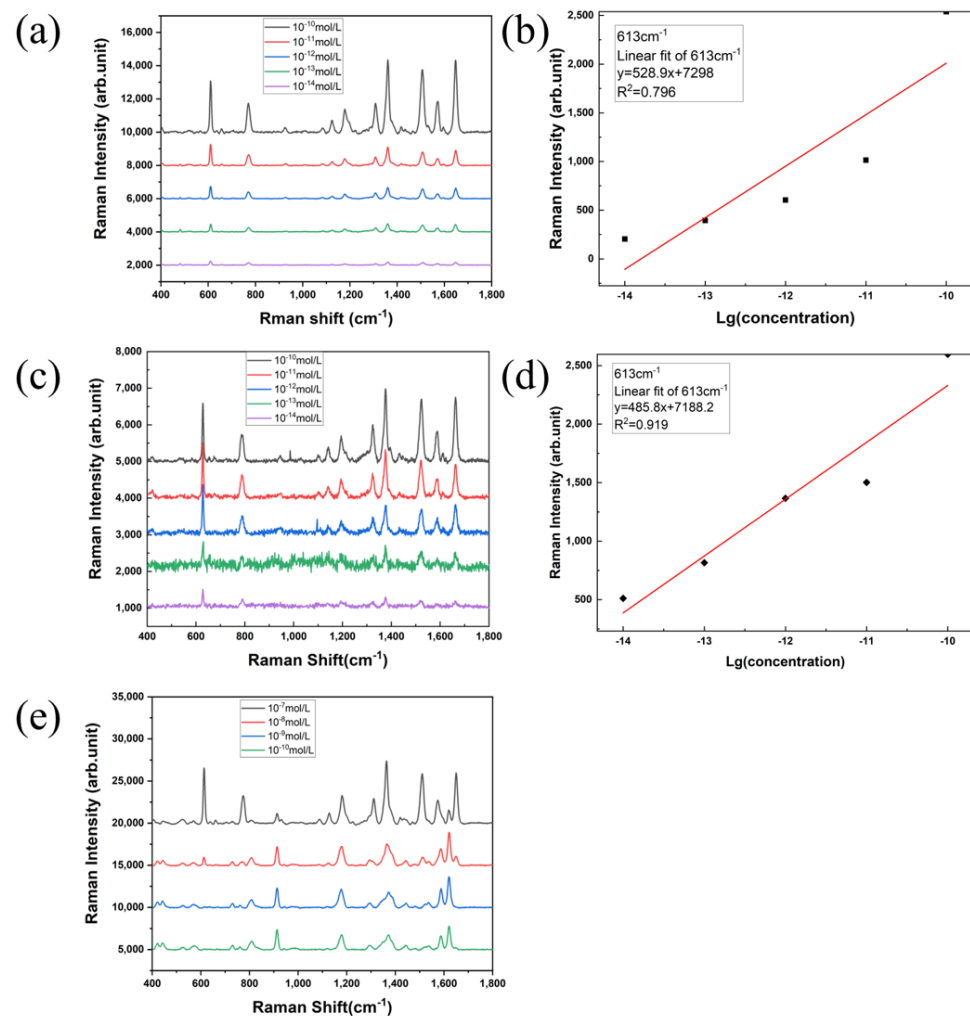 (a)
10⁻¹⁰mol/L
10⁻¹¹mol/L
10⁻¹²mol/L
10⁻¹³mol/L
10⁻¹⁴mol/L
16,000
14,000
12,000
10,000
8,000
6,000
4,000
2,000
Raman Intensity (arb.unit)
400 600 800 1,000 1,200 1,400 1,600 1,800
Rman shift (cm⁻¹)
(b)
613cm⁻¹
Linear fit of 613cm⁻¹
y=528.9x+7298
R²=0.796
2,500
2,000
1,500
1,000
500
0
Raman Intensity (arb.unit)
-14 -13 -12 -11 -10
Lg(concentration)
(c)
10⁻¹⁰mol/L
10⁻¹¹mol/L
10⁻¹²mol/L
10⁻¹³mol/L
10⁻¹⁴mol/L
8,000
7,000
6,000
5,000
4,000
3,000
2,000
1,000
Raman Intensity (arb.unit)
400 600 800 1,000 1,200 1,400 1,600 1,800
Raman Shift(cm⁻¹)
(d)
613cm⁻¹
Linear fit of 613cm⁻¹
y=485.8x+7188.2
R²=0.919
2,500
2,000
1,500
1,000
500
Raman Intensity (arb.unit)
-14 -13 -12 -11 -10
Lg(concentration)
(e)
10⁻⁷mol/L
10⁻⁸mol/L
10⁻⁹mol/L
10⁻¹⁰mol/L
35,000
30,000
25,000
20,000
15,000
10,000
5,000
Raman Intensity (arb.unit)
400 600 800 1,000 1,200 1,400 1,600 1,800
Raman Shift(cm⁻¹)